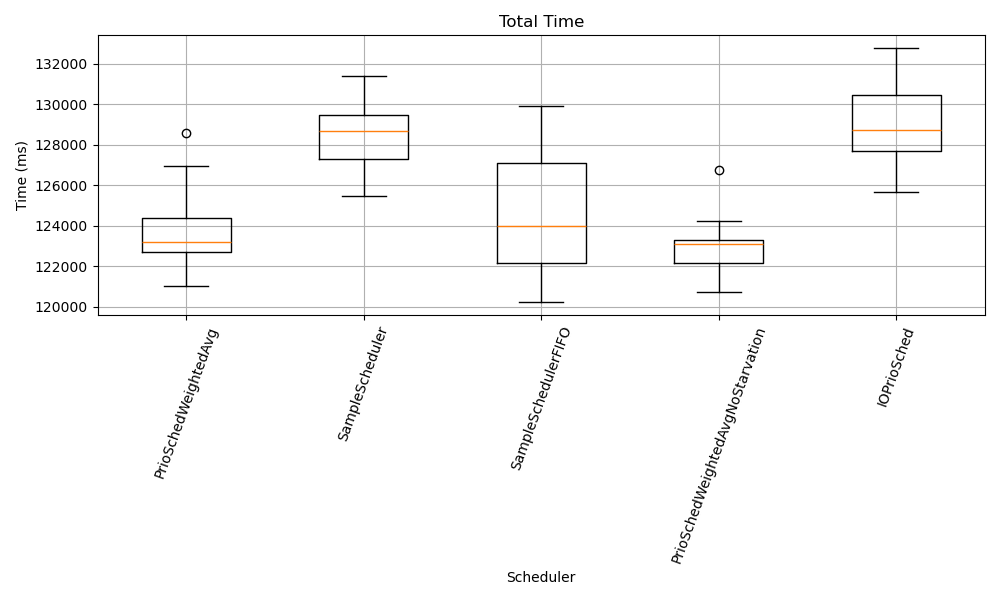 Total Time
Time (ms)
132000
130000
128000
126000
124000
122000
120000
PrioSchedWeightedAvg
SampleScheduler
SampleSchedulerFIFO
PrioSchedWeightedAvgNoStarvation
IOPrioSched
Scheduler